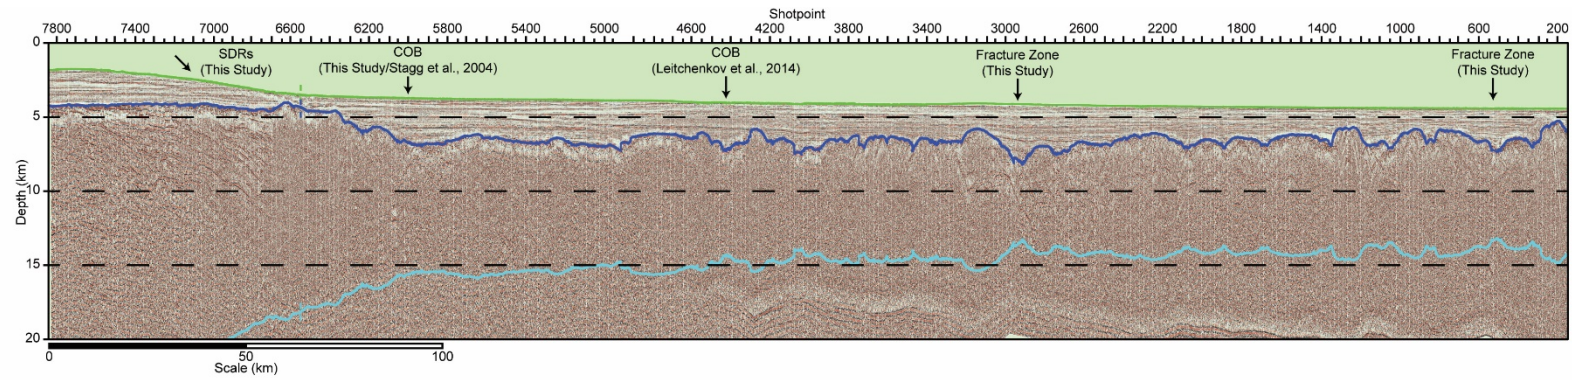 Shotpoint
7800 7400 7000 6600 6200 5800 5400 5000 4600 4200 3800 3400 3000 2600 2200 1800 1400 1000 600 200
SDRs
(This Study)
COB
(This Study/Stagg et al., 2004)
COB
(Leitchenkov et al., 2014)
Fracture Zone
(This Study)
Fracture Zone
(This Study)
Depth (km)
0
5
10
15
20
0 50 100
Scale (km)